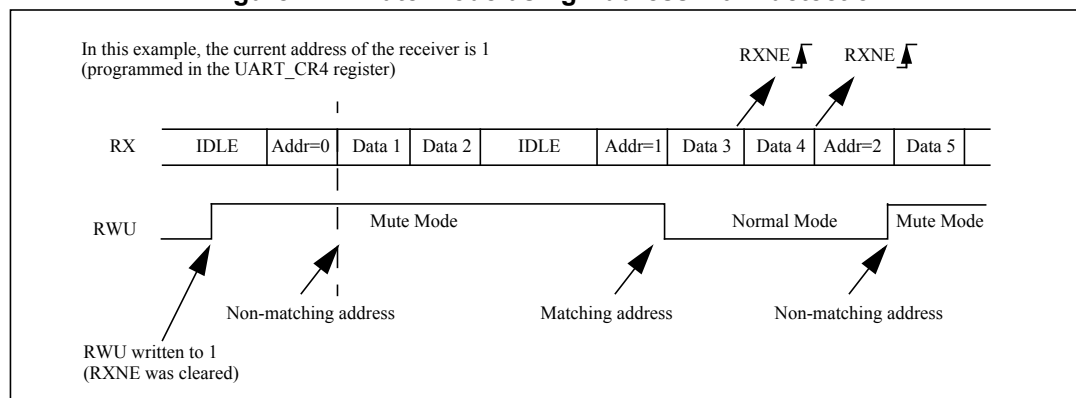 In this example, the current address of the receiver is 1
(programmed in the UART_CR4 register)
RXNE RXNE
RX IDLE Addr=0 Data 1 Data 2 IDLE Addr=1 Data 3 Data 4 Addr=2 Data 5
RWU Mute Mode Normal Mode Mute Mode
Non-matching address Matching address Non-matching address
RWU written to 1
(RXNE was cleared)